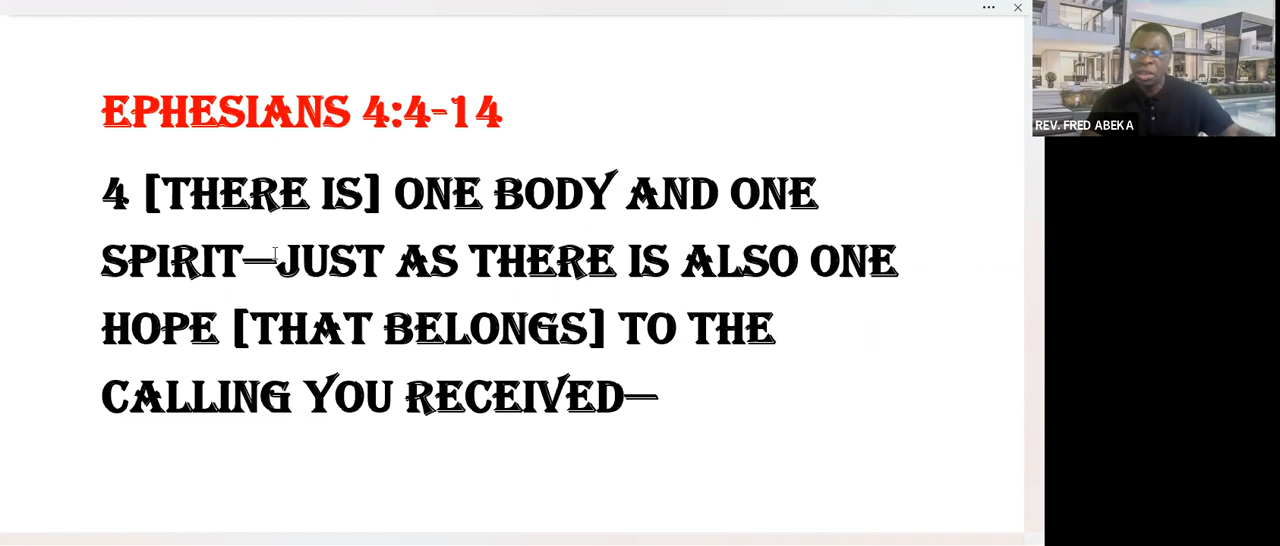 EPHESIANS 4:4-14
4 [THERE IS] ONE BODY AND ONE
SPIRIT—JUST AS THERE IS ALSO ONE
HOPE [THAT BELONGS] TO THE
CALLING YOU RECEIVED—
REV. FRED ABEKA